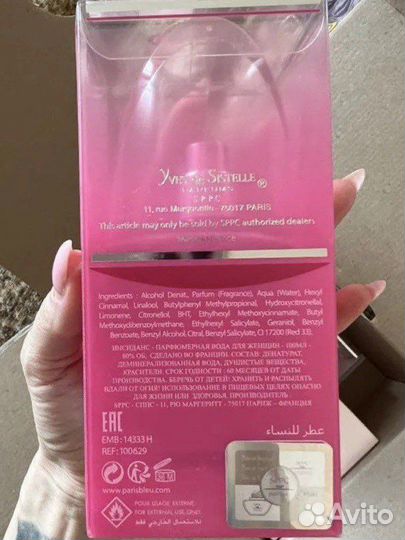 YVES de SISTELLE ®
PARFUMS
S P P C
11, rue Margueritte - 75017 PARIS
This article may only be sold by SPPC authorized dealers
Ingredients : Alcohol Denat., Parfum (Fragrance), Aqua (Water), Hexyl
Cinnamal, Linalool, Butylphenyl Methylpropional, Hydroxycitronellal,
Limonene, Citronellol, BHT, Ethylhexyl Methoxycinnamate, Butyl
Methoxydibenzoylmethane, Ethylhexyl Salicylate, Geraniol, Benzyl
Benzoate, Benzyl Alcohol, Citral, Benzyl Salicylate, CI 17200 (Red 33).
- ПАРФЮМЕРНАЯ ВОДА ДЛЯ ЖЕНЩИН - 100МЛ -
80% ОБ. СДЕЛАНО ВО ФРАНЦИИ. СОСТАВ: ДЕНАТУРАТ,
ДЕМИНЕРАЛИЗОВАННАЯ ВОДА, ДУШИСТЫЕ ВЕЩЕСТВА,
КРАСИТЕЛИ. СРОК ГОДНОСТИ : 60 МЕСЯЦЕВ ОТ ДАТЫ
ПРОИЗВОДСТВА. БЕРЕЧЬ ОТ ДЕТЕЙ! ХРАНИТЬ И РАСПЫЛЯТЬ
ВДАЛИ ОТ ОГНЯ! ИСПОЛЬЗОВАНИЕ В ПИЩЕВЫХ ЦЕЛЯХ ОПАСНО
ДЛЯ ЖИЗНИ ИЛИ ЗДОРОВЬЯ. ПРОИЗВОДИТЕЛЬ :
SPPC - СППС - 11, РЮ МАРГЕРИТТ - 75017 ПАРИЖ - ФРАНЦИЯ
EAC
عطر للنساء
EMB : 14333 H
REF: 100629
www.parisbleu.com
POUR USAGE EXTERNE
FOR EXTERNAL USE ONLY
للاستعمال الخارجي فقط
Avito